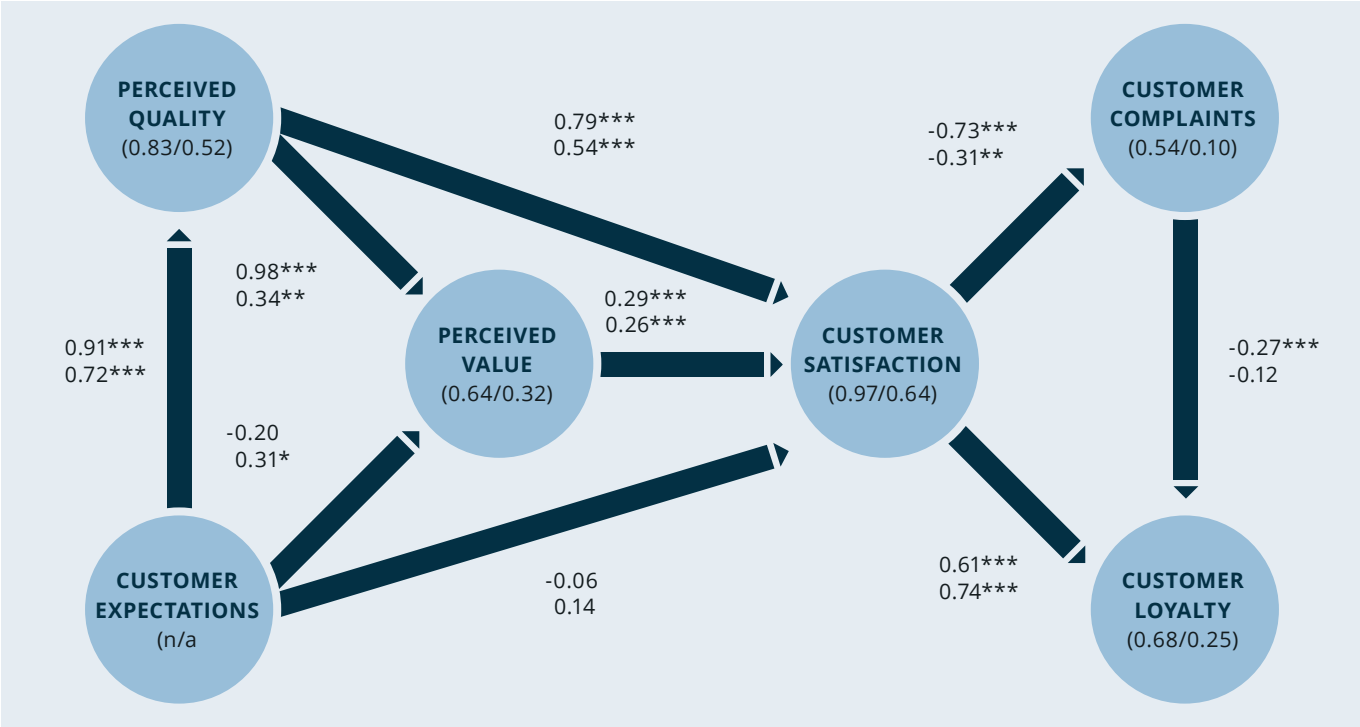 PERCEIVED
QUALITY
(0.83/0.52)
0.79***
0.54***
-0.73***
-0.31**
CUSTOMER
COMPLAINTS
(0.54/0.10)
0.98***
0.34**
0.91***
0.72***
PERCEIVED
VALUE
(0.64/0.32)
0.29***
0.26***
CUSTOMER
SATISFACTION
(0.97/0.64)
-0.27***
-0.12
-0.20
0.31*
CUSTOMER
EXPECTATIONS
(n/a
-0.06
0.14
0.61***
0.74***
CUSTOMER
LOYALTY
(0.68/0.25)